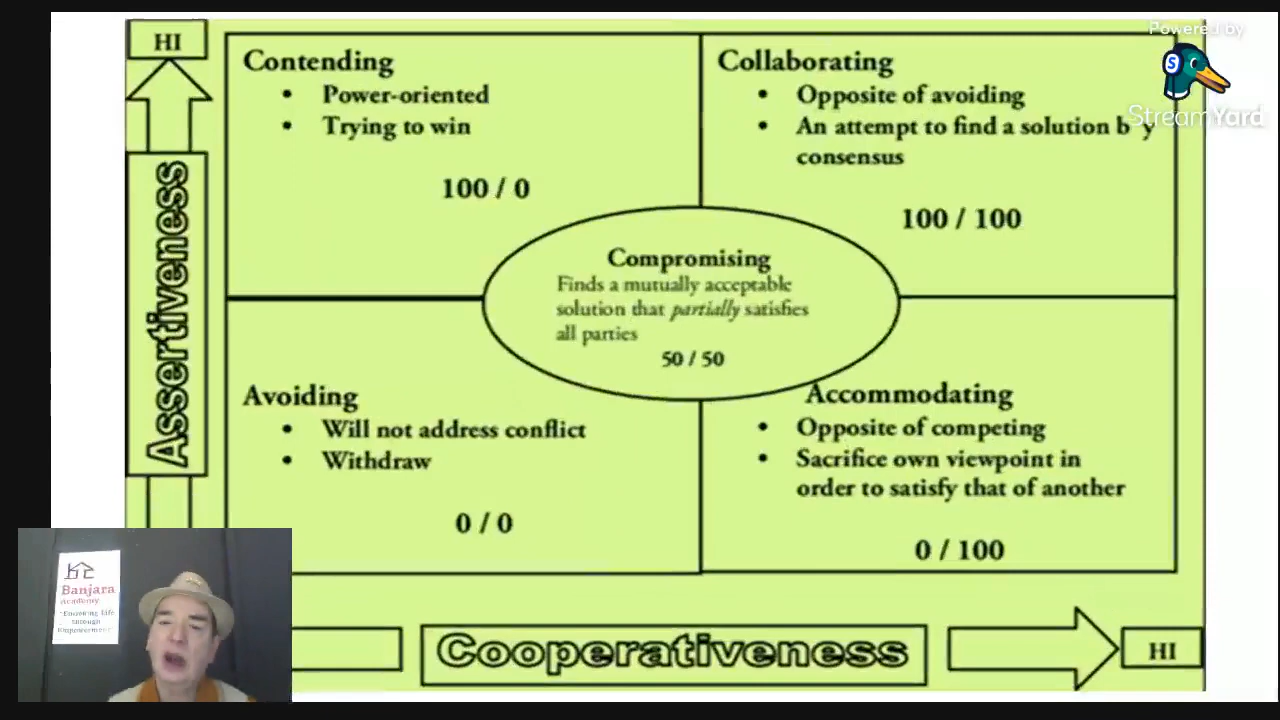 HI
Contending
• Power-oriented
• Trying to win
100 / 0
Collaborating
• Opposite of avoiding
• An attempt to find a solution b y
consensus
100 / 100
Powered by
S
StreamYard
Assertiveness
Compromising
Finds a mutually acceptable
solution that partially satisfies
all parties
50 / 50
Avoiding
• Will not address conflict
• Withdraw
0 / 0
Accommodating
• Opposite of competing
• Sacrifice own viewpoint in
order to satisfy that of another
0 / 100
Banjara
Academy
through
Cooperativeness
HI